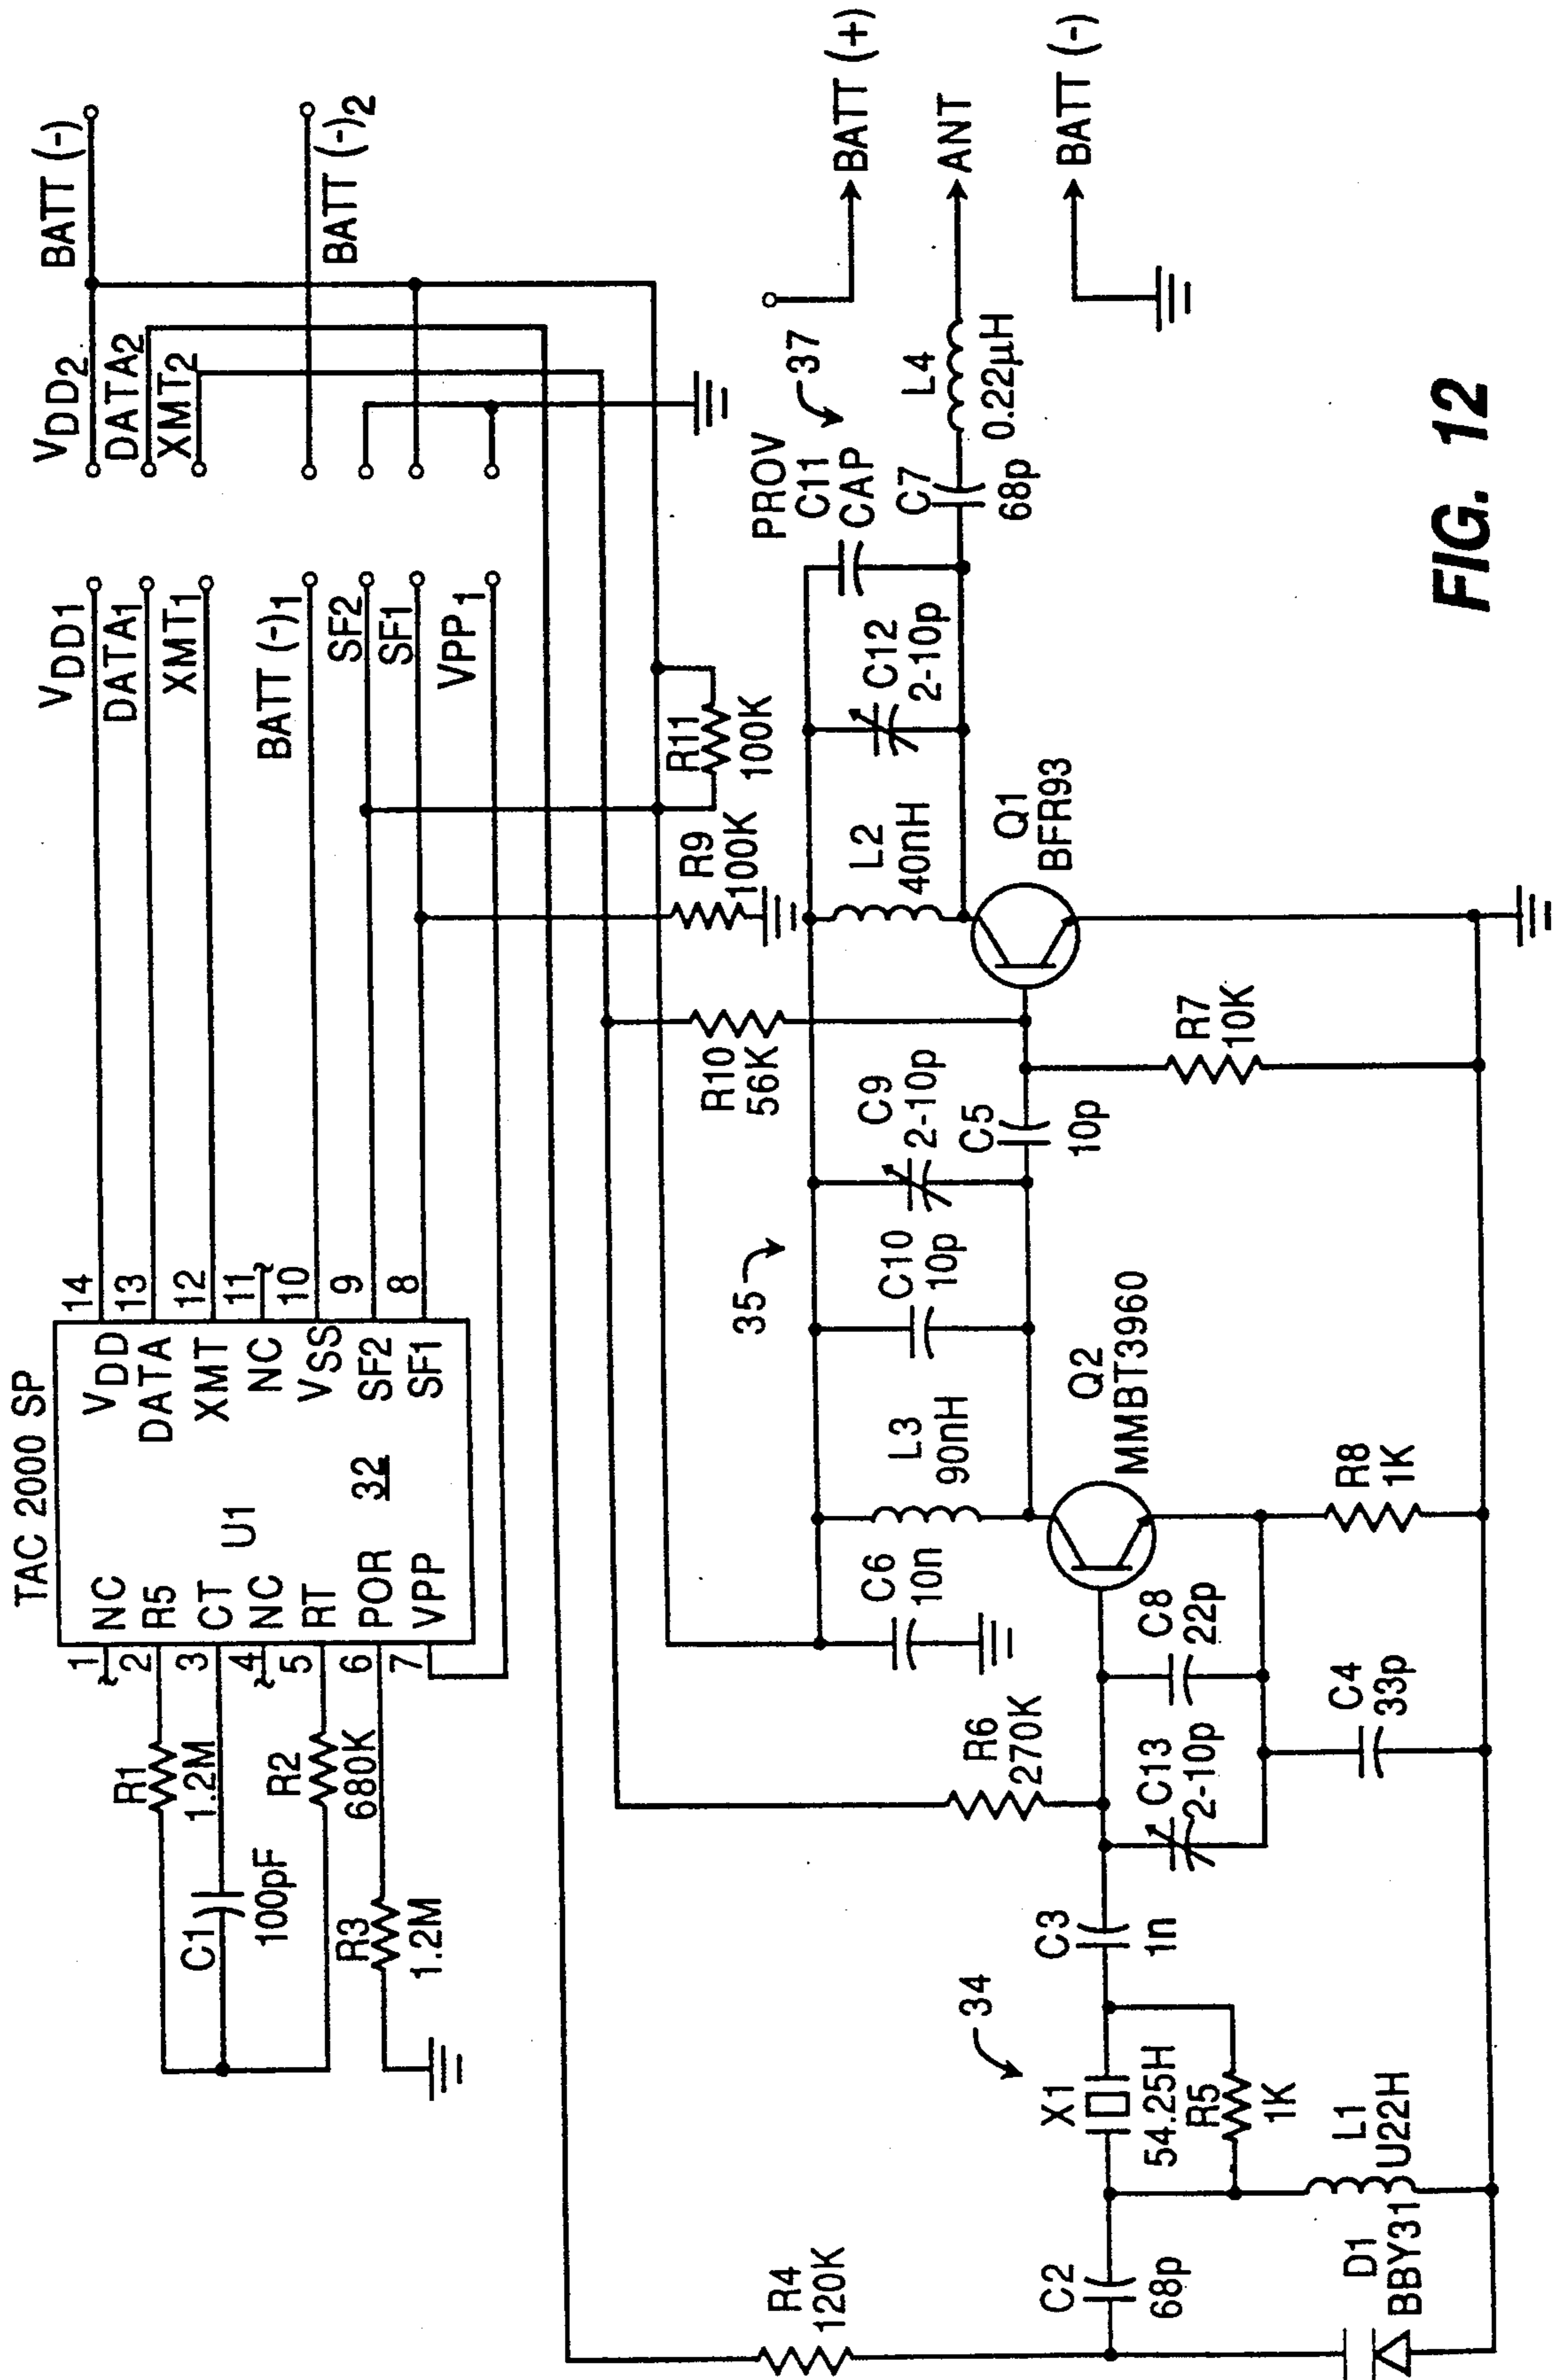 TAC 2000 SP
1
2
3
4
5
6
7
NC
R5
CT
NC
RT
POR
VPP
U1
32
VDD
DATA
XMT
NC
VSS
SF2
SF1
14
13
12
11
10
9
8
R1
1.2M
C1
100pF
R2
680K
R3
1.2M
VDD1
DATA1
XMT1
BATT (-)1
SF2
SF1
VPP1
VDD2
DATA2
XMT2
BATT (-)
BATT (-)2
R11
100K
R9
100K
R10
56K
R6
270K
R4
120K
C6
10n
L3
90nH
35
C10
10p
C9
2-10p
C5
10p
L2
40nH
C12
2-10p
PROV
C11
CAP
37
C7
68p
L4
0.22µH
BATT (+)
ANT
BATT (-)
Q1
BFR93
Q2
MMBT3960
R7
10K
R8
1K
C8
22p
C13
2-10p
C4
33p
C3
1n
34
X1
54.25H
R5
1K
L1
U22H
C2
68p
D1
BBY31
FIG. 12